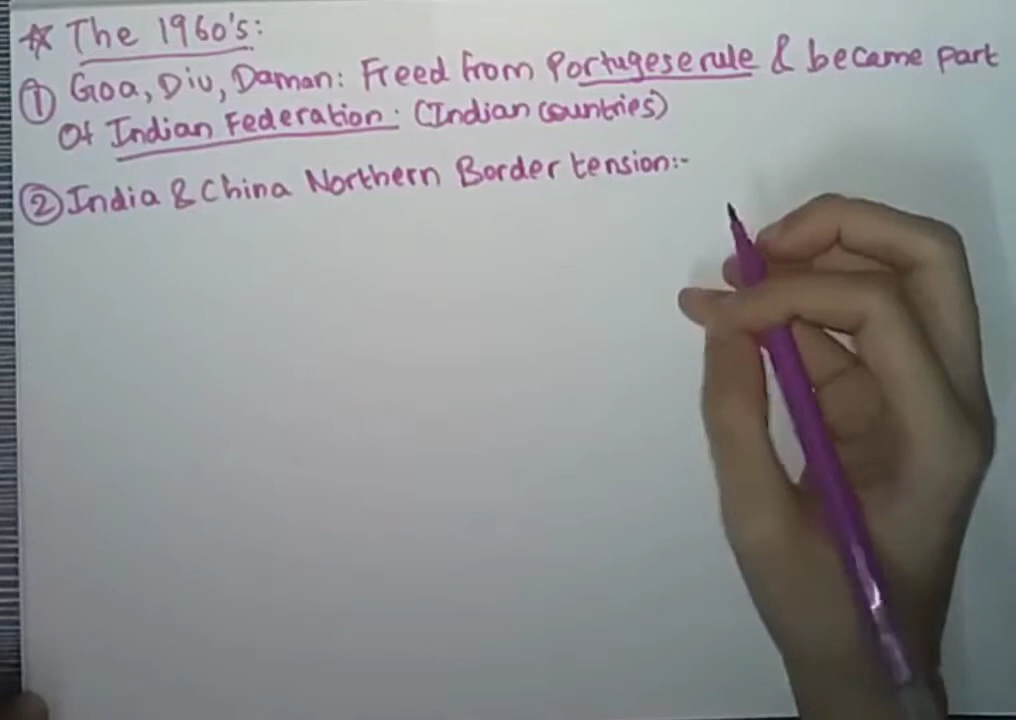 ☆ The 1960's:
① Goa, Diu, Daman: Freed from Portugese rule & became part
Of Indian Federation. (Indian countries)
② India & China Northern Border tension:-